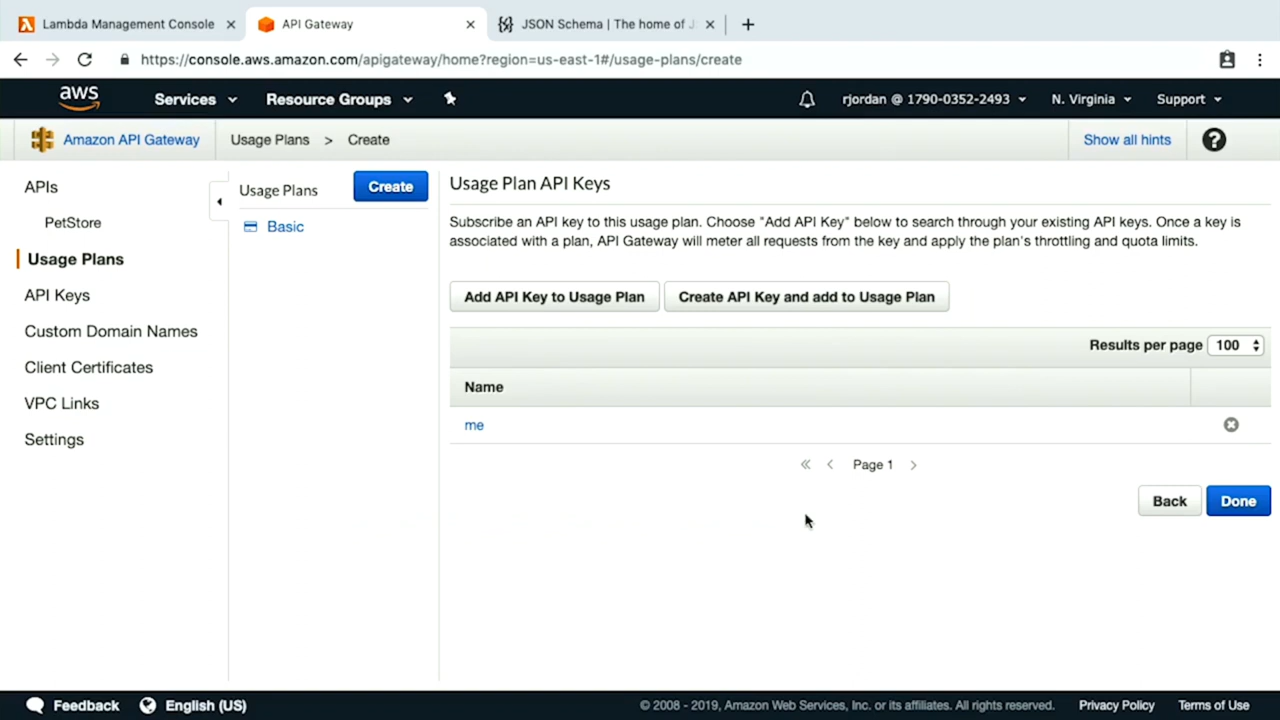 Lambda Management Console
API Gateway
JSON Schema | The home of J
https://console.aws.amazon.com/apigateway/home?region=us-east-1#/usage-plans/create
aws
Services
Resource Groups
rjordan @ 1790-0352-2493
N. Virginia
Support
Amazon API Gateway
Usage Plans > Create
Show all hints
?
APIs
PetStore
Usage Plans
API Keys
Custom Domain Names
Client Certificates
VPC Links
Settings
Usage Plans
Create
Basic
Usage Plan API Keys
Subscribe an API key to this usage plan. Choose "Add API Key" below to search through your existing API keys. Once a key is
associated with a plan, API Gateway will meter all requests from the key and apply the plan's throttling and quota limits.
Add API Key to Usage Plan
Create API Key and add to Usage Plan
Results per page 100
Name
me
Page 1
Back
Done
Feedback
English (US)
© 2008 - 2019, Amazon Web Services, Inc. or its affiliates. All rights reserved.
Privacy Policy
Terms of Use